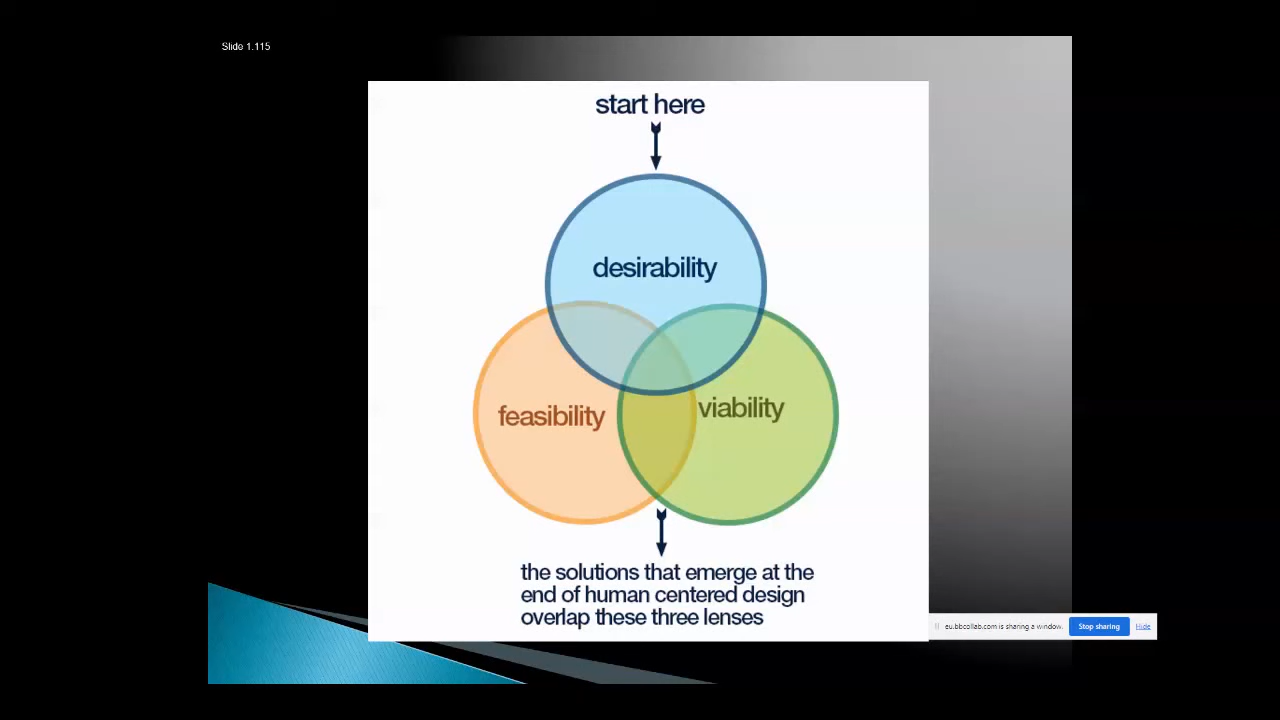 Slide 1.115
start here
desirability
feasibility
viability
the solutions that emerge at the
end of human centered design
overlap these three lenses
eu.bbcollab.com is sharing a window.
Stop sharing
Hide